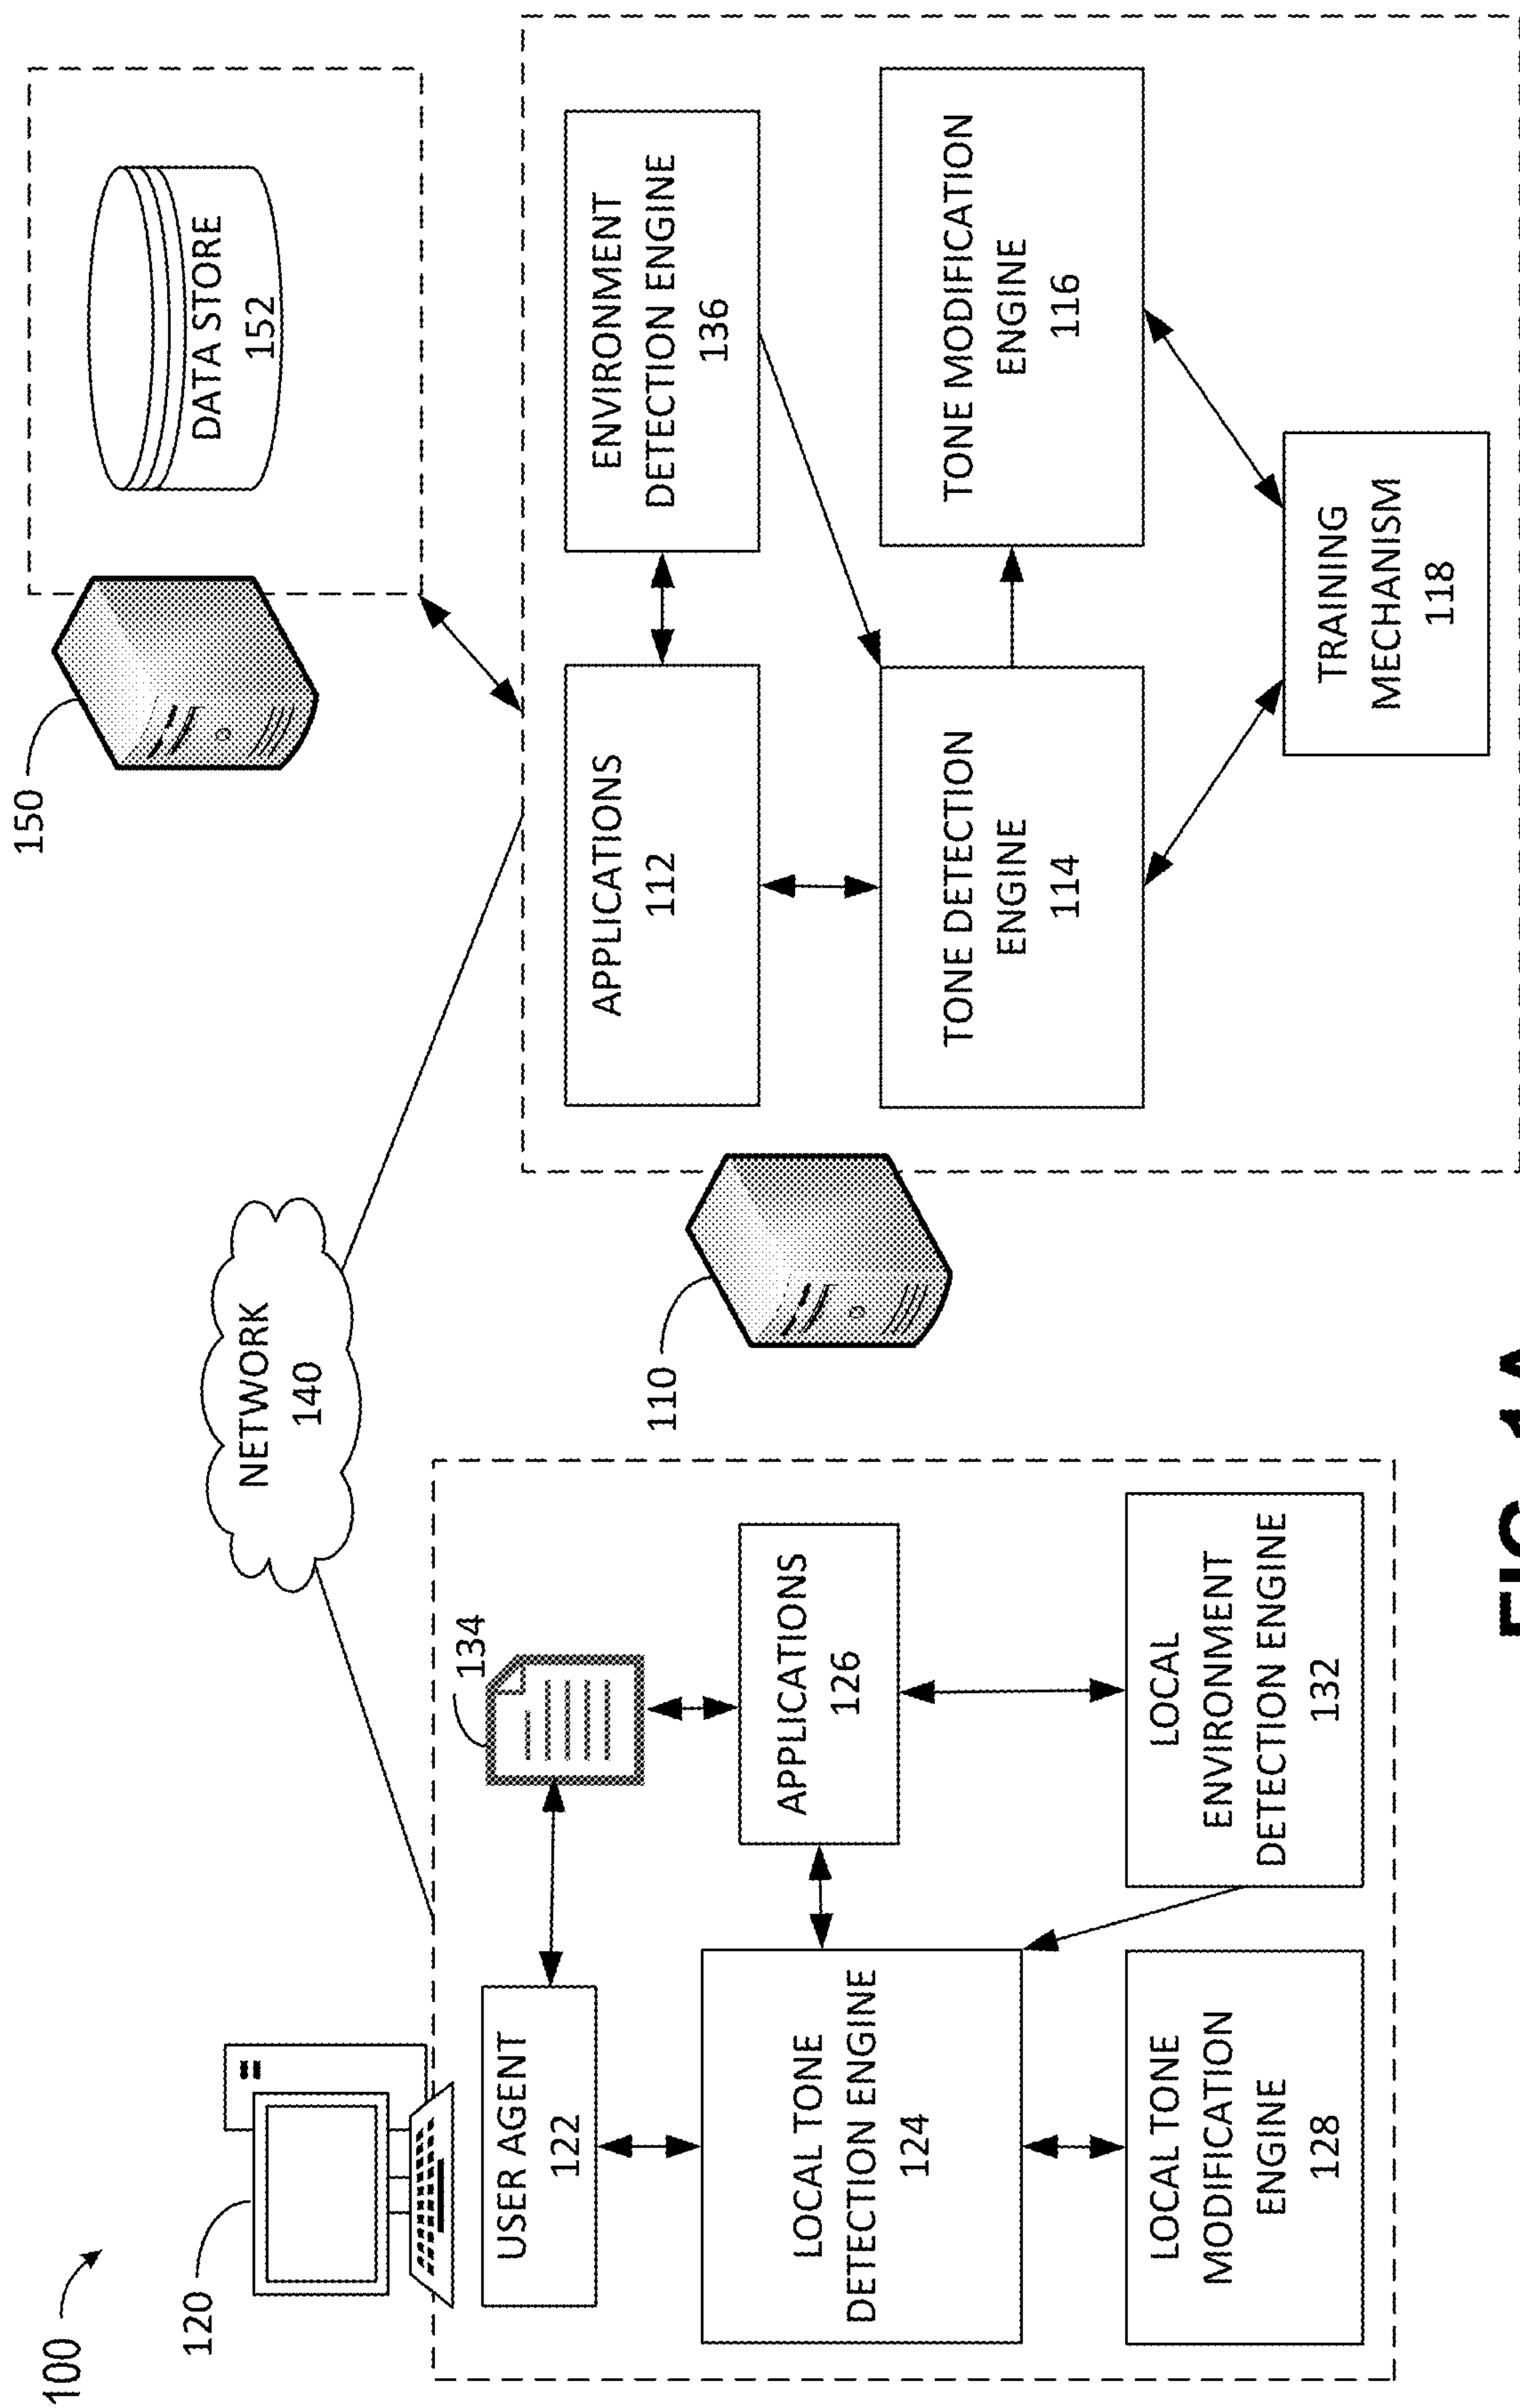 100
120
NETWORK
140
150
DATA STORE
152
USER AGENT
122
134
LOCAL TONE
DETECTION ENGINE
124
APPLICATIONS
126
LOCAL TONE
MODIFICATION
ENGINE
128
LOCAL
ENVIRONMENT
DETECTION ENGINE
132
110
APPLICATIONS
112
ENVIRONMENT
DETECTION ENGINE
136
TONE DETECTION
ENGINE
114
TONE MODIFICATION
ENGINE
116
TRAINING
MECHANISM
118
FIG. 1A